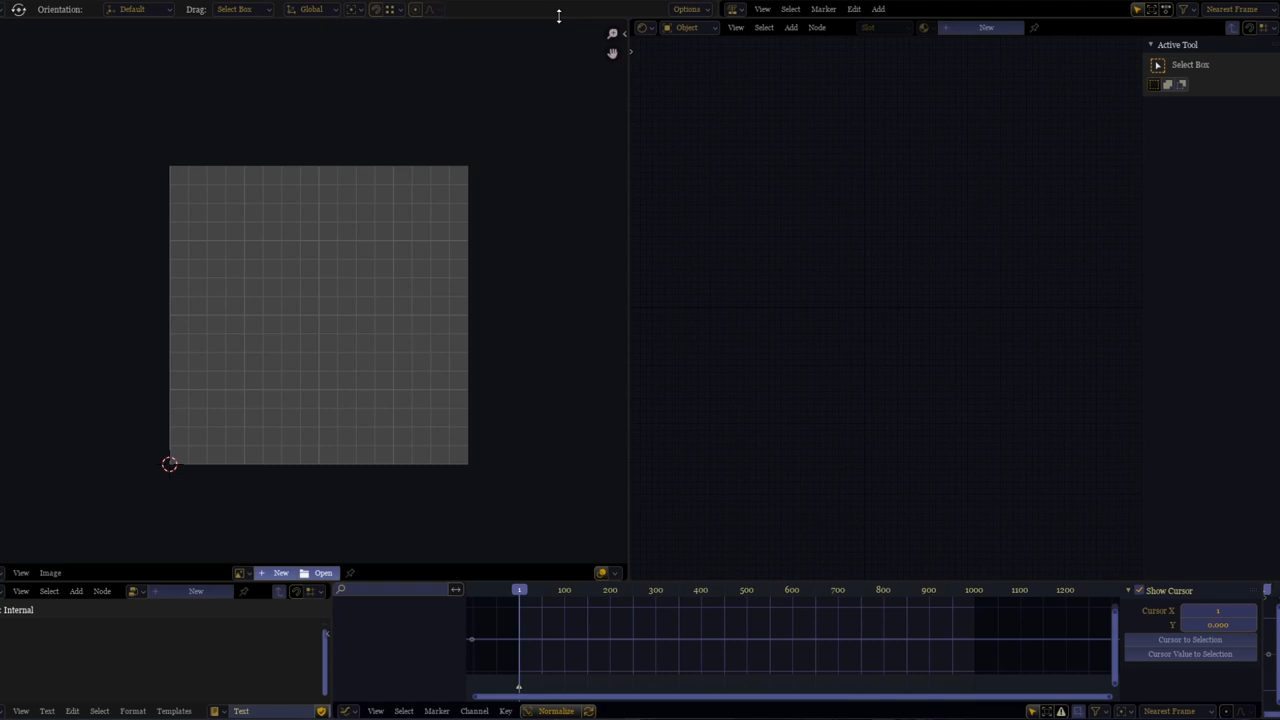 Orientation: Default Drag: Select Box Global Options View Select Marker Edit Add Nearest Frame
Object View Select Add Node Slot New
Active Tool
Select Box
View Image New Open
View Select Add Node New
1 100 200 300 400 500 600 700 800 900 1000 1100 1200
Show Cursor
: Internal
Cursor X 1
Y 0.000
Cursor to Selection
Cursor Value to Selection
View Text Edit Select Format Templates Text View Select Marker Channel Key Normalize Nearest Frame